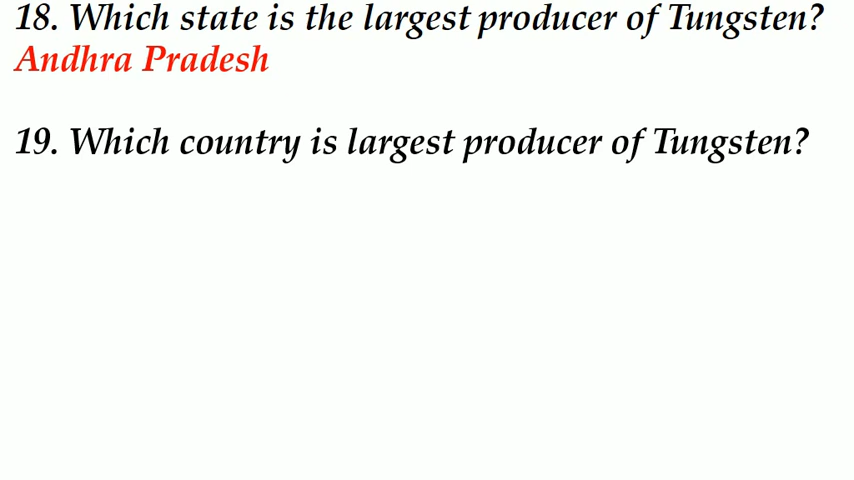 18. Which state is the largest producer of Tungsten?
Andhra Pradesh
19. Which country is largest producer of Tungsten?